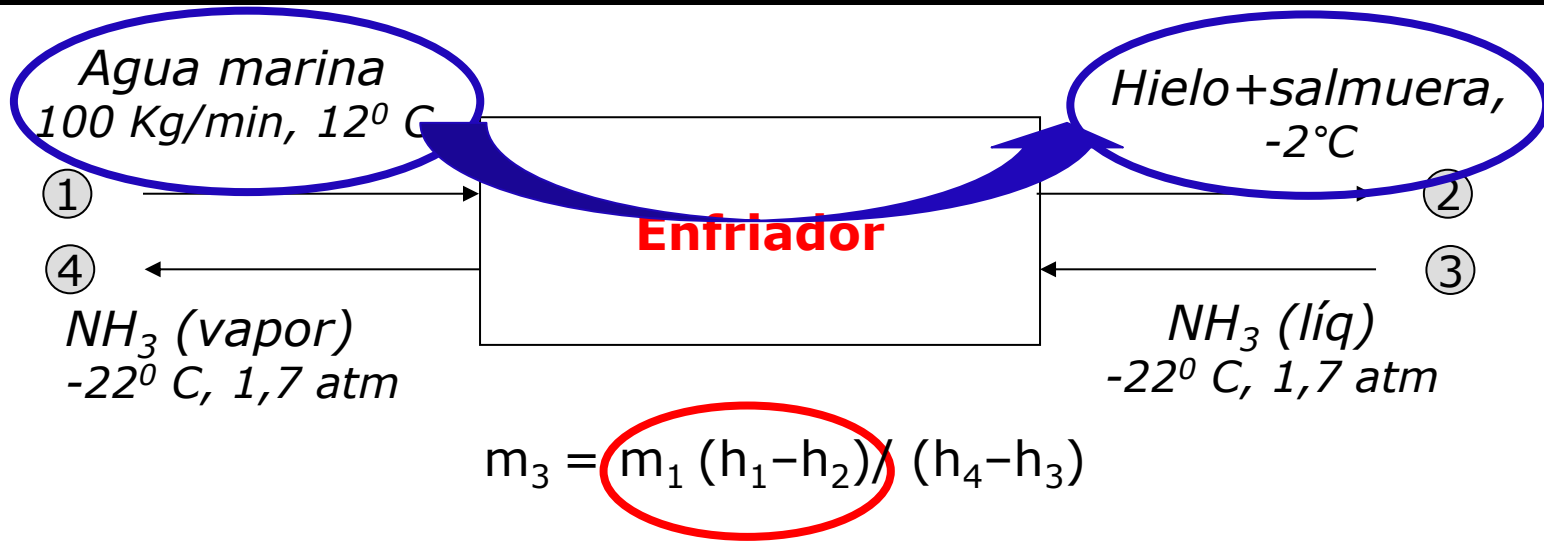 Agua marina
100 Kg/min, 12⁰ C
Hielo+salmuera,
-2°C
1
2
Enfriador
4
3
NH₃ (vapor)
-22⁰ C, 1,7 atm
NH₃ (líq)
-22⁰ C, 1,7 atm
m₃ = m₁ (h₁–h₂)/ (h₄–h₃)